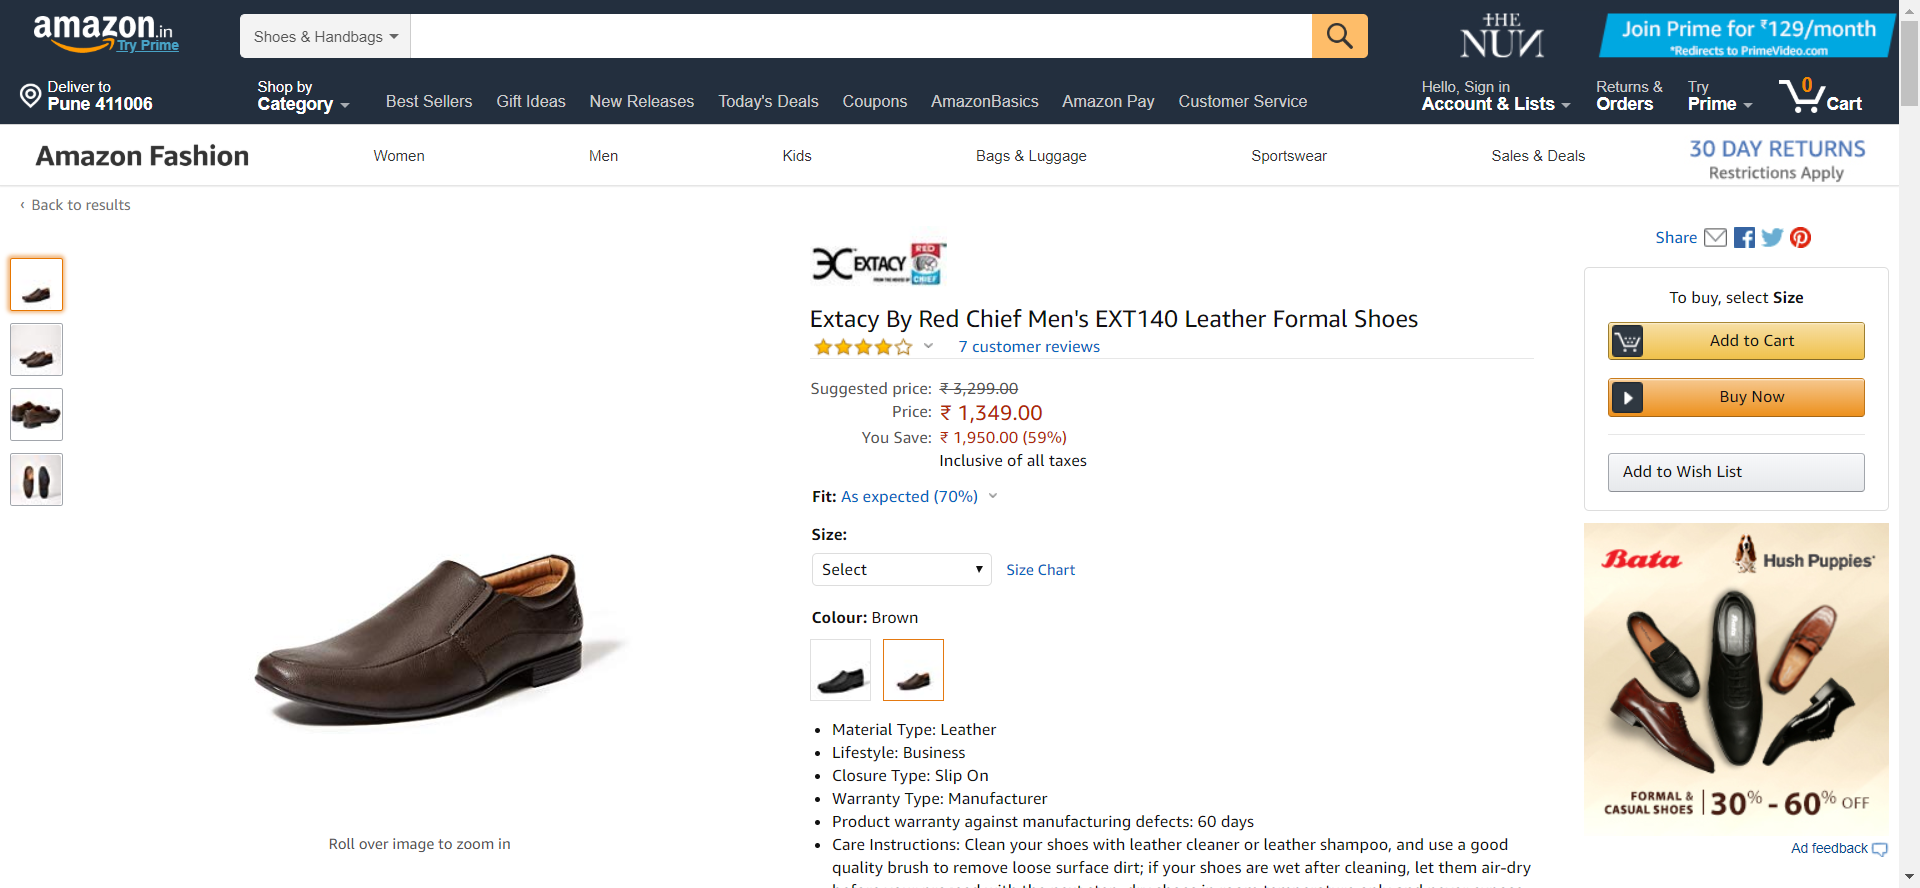 amazon.in
Try Prime
Shoes & Handbags
THE
NUN
Join Prime for ₹129/month
*Redirects to PrimeVideo.com
Deliver to
Pune 411006
Shop by
Category
Best Sellers
Gift Ideas
New Releases
Today's Deals
Coupons
AmazonBasics
Amazon Pay
Customer Service
Hello, Sign in
Account & Lists
Returns &
Orders
Try
Prime
0
Cart
Amazon Fashion
Women
Men
Kids
Bags & Luggage
Sportswear
Sales & Deals
30 DAY RETURNS
Restrictions Apply
‹ Back to results
Share
EXTACY
FROM THE HOUSE OF
RED
CHIEF
Extacy By Red Chief Men's EXT140 Leather Formal Shoes
7 customer reviews
Suggested price: ₹ 3,299.00
Price: ₹ 1,349.00
You Save: ₹ 1,950.00 (59%)
Inclusive of all taxes
Fit: As expected (70%)
Size:
Select
Size Chart
Colour: Brown
• Material Type: Leather
• Lifestyle: Business
• Closure Type: Slip On
• Warranty Type: Manufacturer
• Product warranty against manufacturing defects: 60 days
• Care Instructions: Clean your shoes with leather cleaner or leather shampoo, and use a good
quality brush to remove loose surface dirt; if your shoes are wet after cleaning, let them air-dry
Roll over image to zoom in
To buy, select Size
Add to Cart
Buy Now
Add to Wish List
Bata
Hush Puppies
FORMAL &
CASUAL SHOES
30% - 60% OFF
Ad feedback